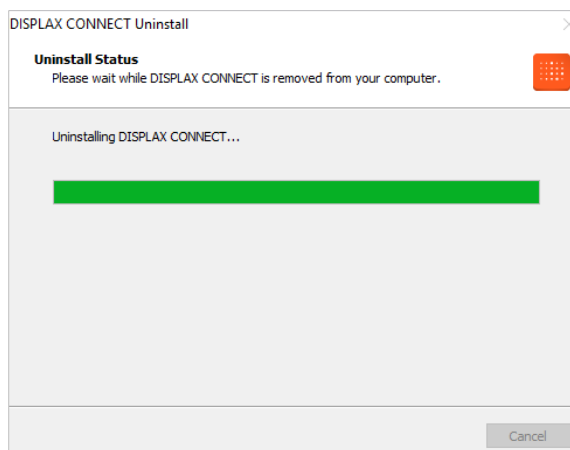 DISPLAX CONNECT Uninstall
Uninstall Status
Please wait while DISPLAX CONNECT is removed from your computer.
Uninstalling DISPLAX CONNECT...
Cancel